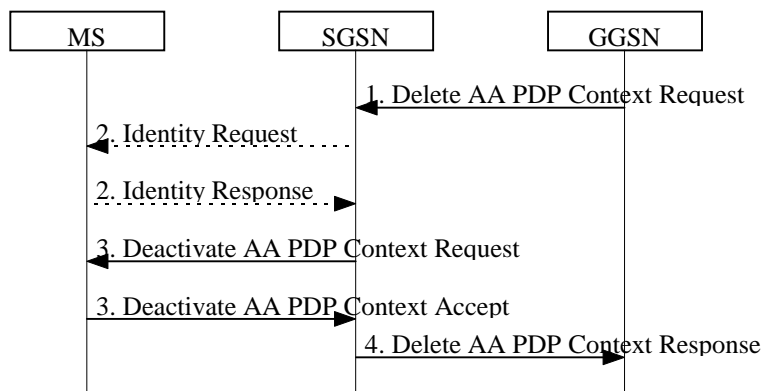 MS
SGSN
GGSN
1. Delete AA PDP Context Request
2. Identity Request
2. Identity Response
3. Deactivate AA PDP Context Request
3. Deactivate AA PDP Context Accept
4. Delete AA PDP Context Response